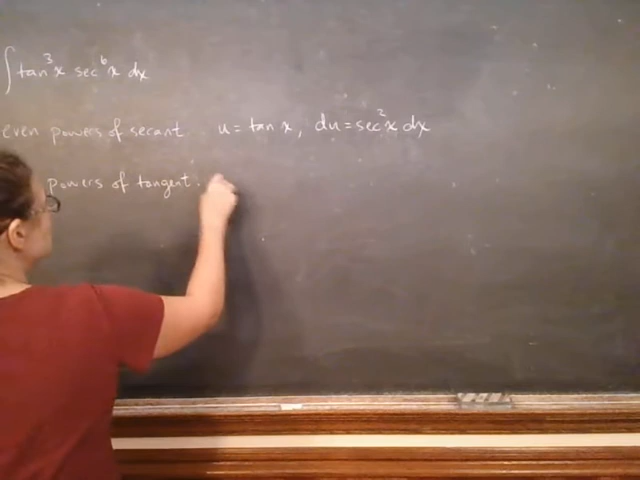 ∫ tan³x sec⁶x dx
even powers of secant u = tan x, du = sec²x dx
powers of tangent.